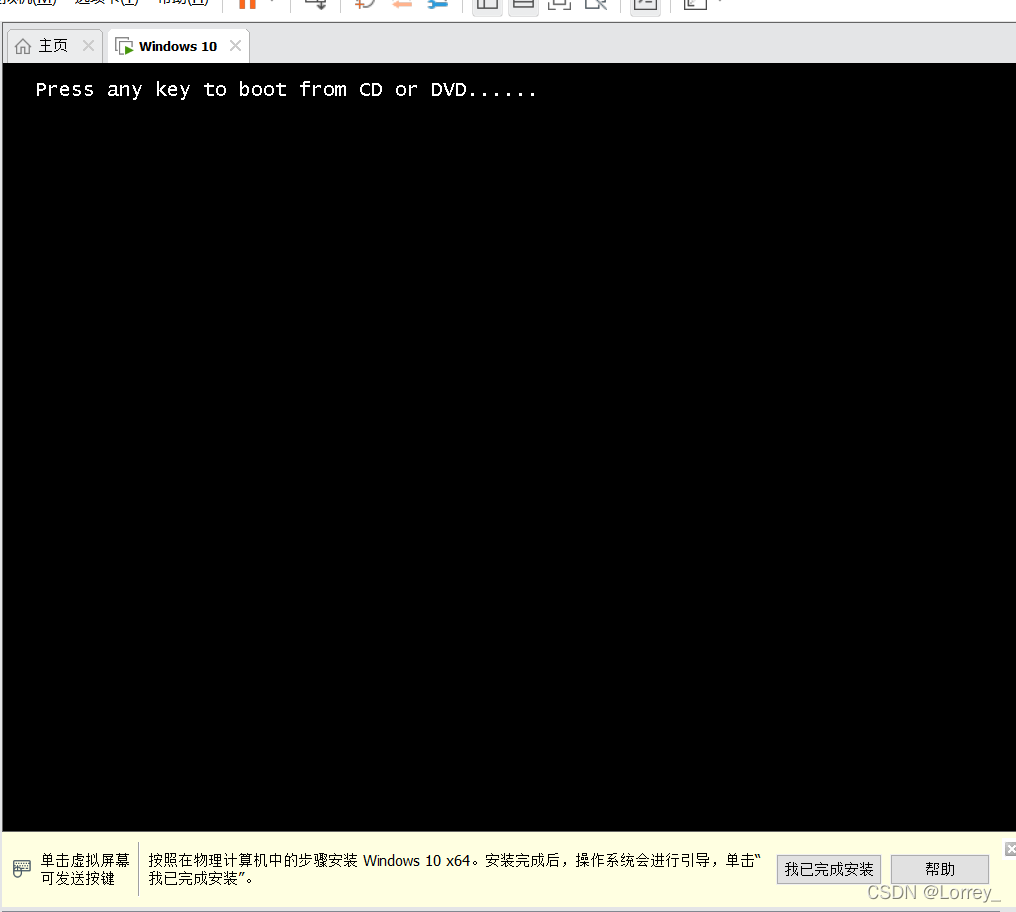 主页
Windows 10
Press any key to boot from CD or DVD......
单击虚拟屏幕
可发送按键
按照在物理计算机中的步骤安装 Windows 10 x64。安装完成后，操作系统会进行引导，单击“
我已完成安装”。
我已完成安装
帮助
CSDN @Lorrey_